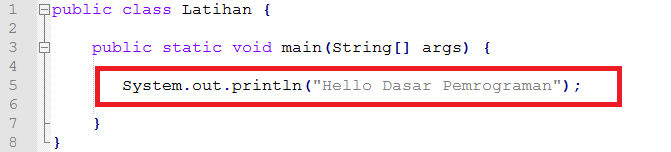 1 public class Latihan {
2
3 public static void main(String[] args) {
4
5 System.out.println("Hello Dasar Pemrograman");
6
7 }
8 }